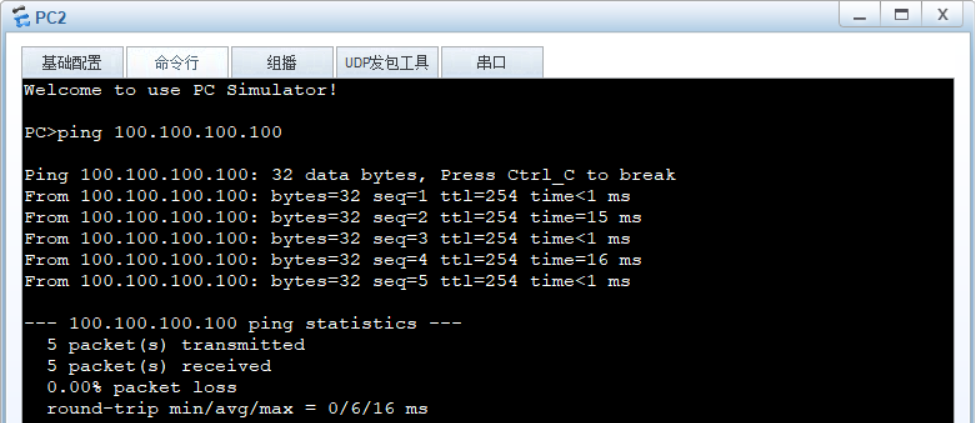 PC2
基础配置 命令行 组播 UDP发包工具 串口
Welcome to use PC Simulator!
PC>ping 100.100.100.100
Ping 100.100.100.100: 32 data bytes, Press Ctrl_C to break
From 100.100.100.100: bytes=32 seq=1 ttl=254 time<1 ms
From 100.100.100.100: bytes=32 seq=2 ttl=254 time=15 ms
From 100.100.100.100: bytes=32 seq=3 ttl=254 time<1 ms
From 100.100.100.100: bytes=32 seq=4 ttl=254 time=16 ms
From 100.100.100.100: bytes=32 seq=5 ttl=254 time<1 ms
--- 100.100.100.100 ping statistics ---
5 packet(s) transmitted
5 packet(s) received
0.00% packet loss
round-trip min/avg/max = 0/6/16 ms